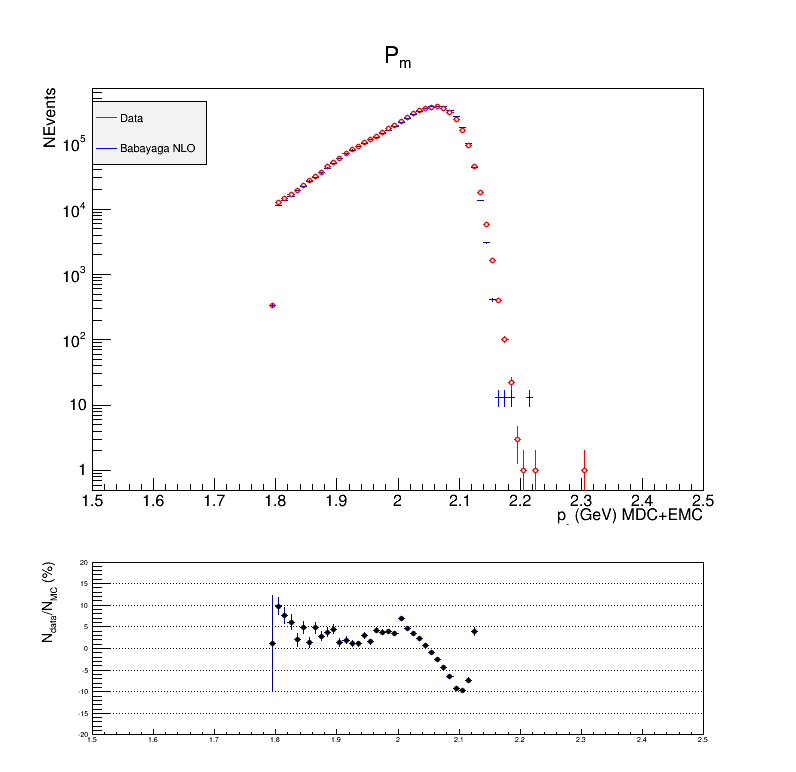 P_m
NEvents
Data
Babayaga NLO
10^5
10^4
10^3
10^2
10
1
1.5 1.6 1.7 1.8 1.9 2 2.1 2.2 2.3 2.4 2.5
p_- (GeV) MDC+EMC
N_data/N_MC (%)
20
15
10
5
0
-5
-10
-15
-20
1.5 1.6 1.7 1.8 1.9 2 2.1 2.2 2.3 2.4 2.5